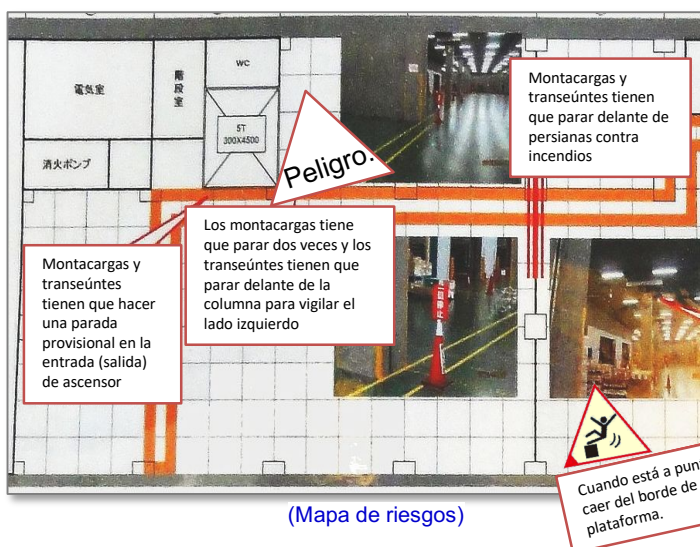 WC
電気室
階段室
5T
300X4500
消火ポンプ
Peligro.
Montacargas y
transeúntes tienen
que parar delante de
persianas contra
incendios
Los montacargas tiene
que parar dos veces y los
transeúntes tienen que
parar delante de la
columna para vigilar el
lado izquierdo
Montacargas y
transeúntes
tienen que hacer
una parada
provisional en la
entrada (salida)
de ascensor
Cuando está a pun
caer del borde de
plataforma.
(Mapa de riesgos)